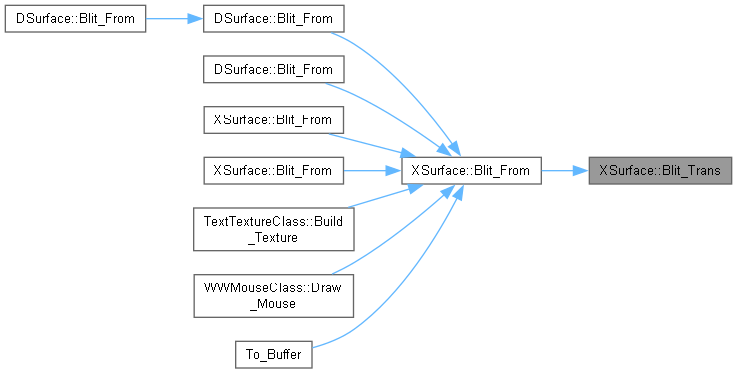 DSurface::Blit_From
DSurface::Blit_From
DSurface::Blit_From
XSurface::Blit_From
XSurface::Blit_From
XSurface::Blit_From
XSurface::Blit_Trans
TextTextureClass::Build
_Texture
WWMouseClass::Draw
_Mouse
To_Buffer